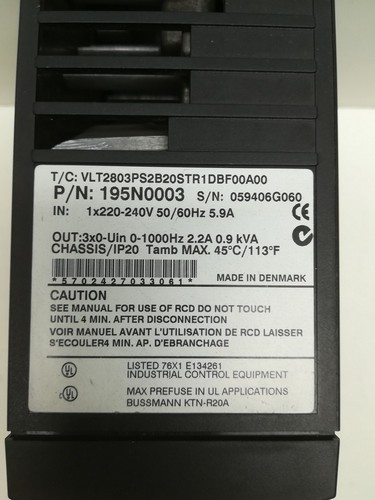 T/C: VLT2803PS2B20STR1DBF00A00
P/N: 195N0003 S/N: 059406G060
IN: 1x220-240V 50/60Hz 5.9A
OUT:3x0-Uin 0-1000Hz 2.2A 0.9 kVA
CHASSIS/IP20 Tamb MAX. 45°C/113°F
*5702427033061*
MADE IN DENMARK
CAUTION
SEE MANUAL FOR USE OF RCD DO NOT TOUCH
UNTIL 4 MIN. AFTER DISCONNECTION
VOIR MANUEL AVANT L'UTILISATION DE RCD LAISSER
S'ECOULER4 MIN. AP. D'EBRANCHAGE
UL LISTED 76X1 E134261
INDUSTRIAL CONTROL EQUIPMENT
c UL MAX PREFUSE IN UL APPLICATIONS
BUSSMANN KTN-R20A